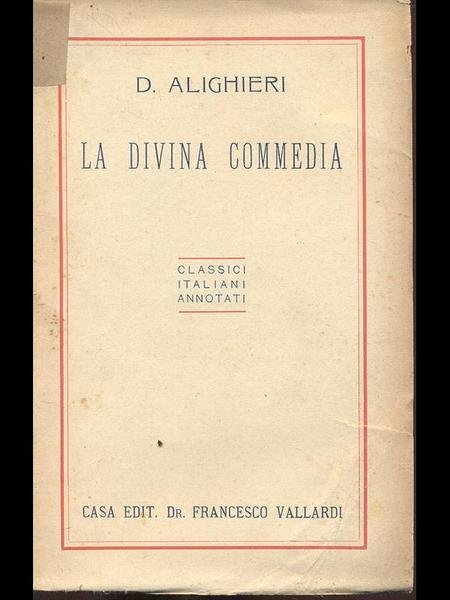 D. ALIGHIERI
LA DIVINA COMMEDIA
CLASSICI
ITALIANI
ANNOTATI
CASA EDIT. DR. FRANCESCO VALLARDI